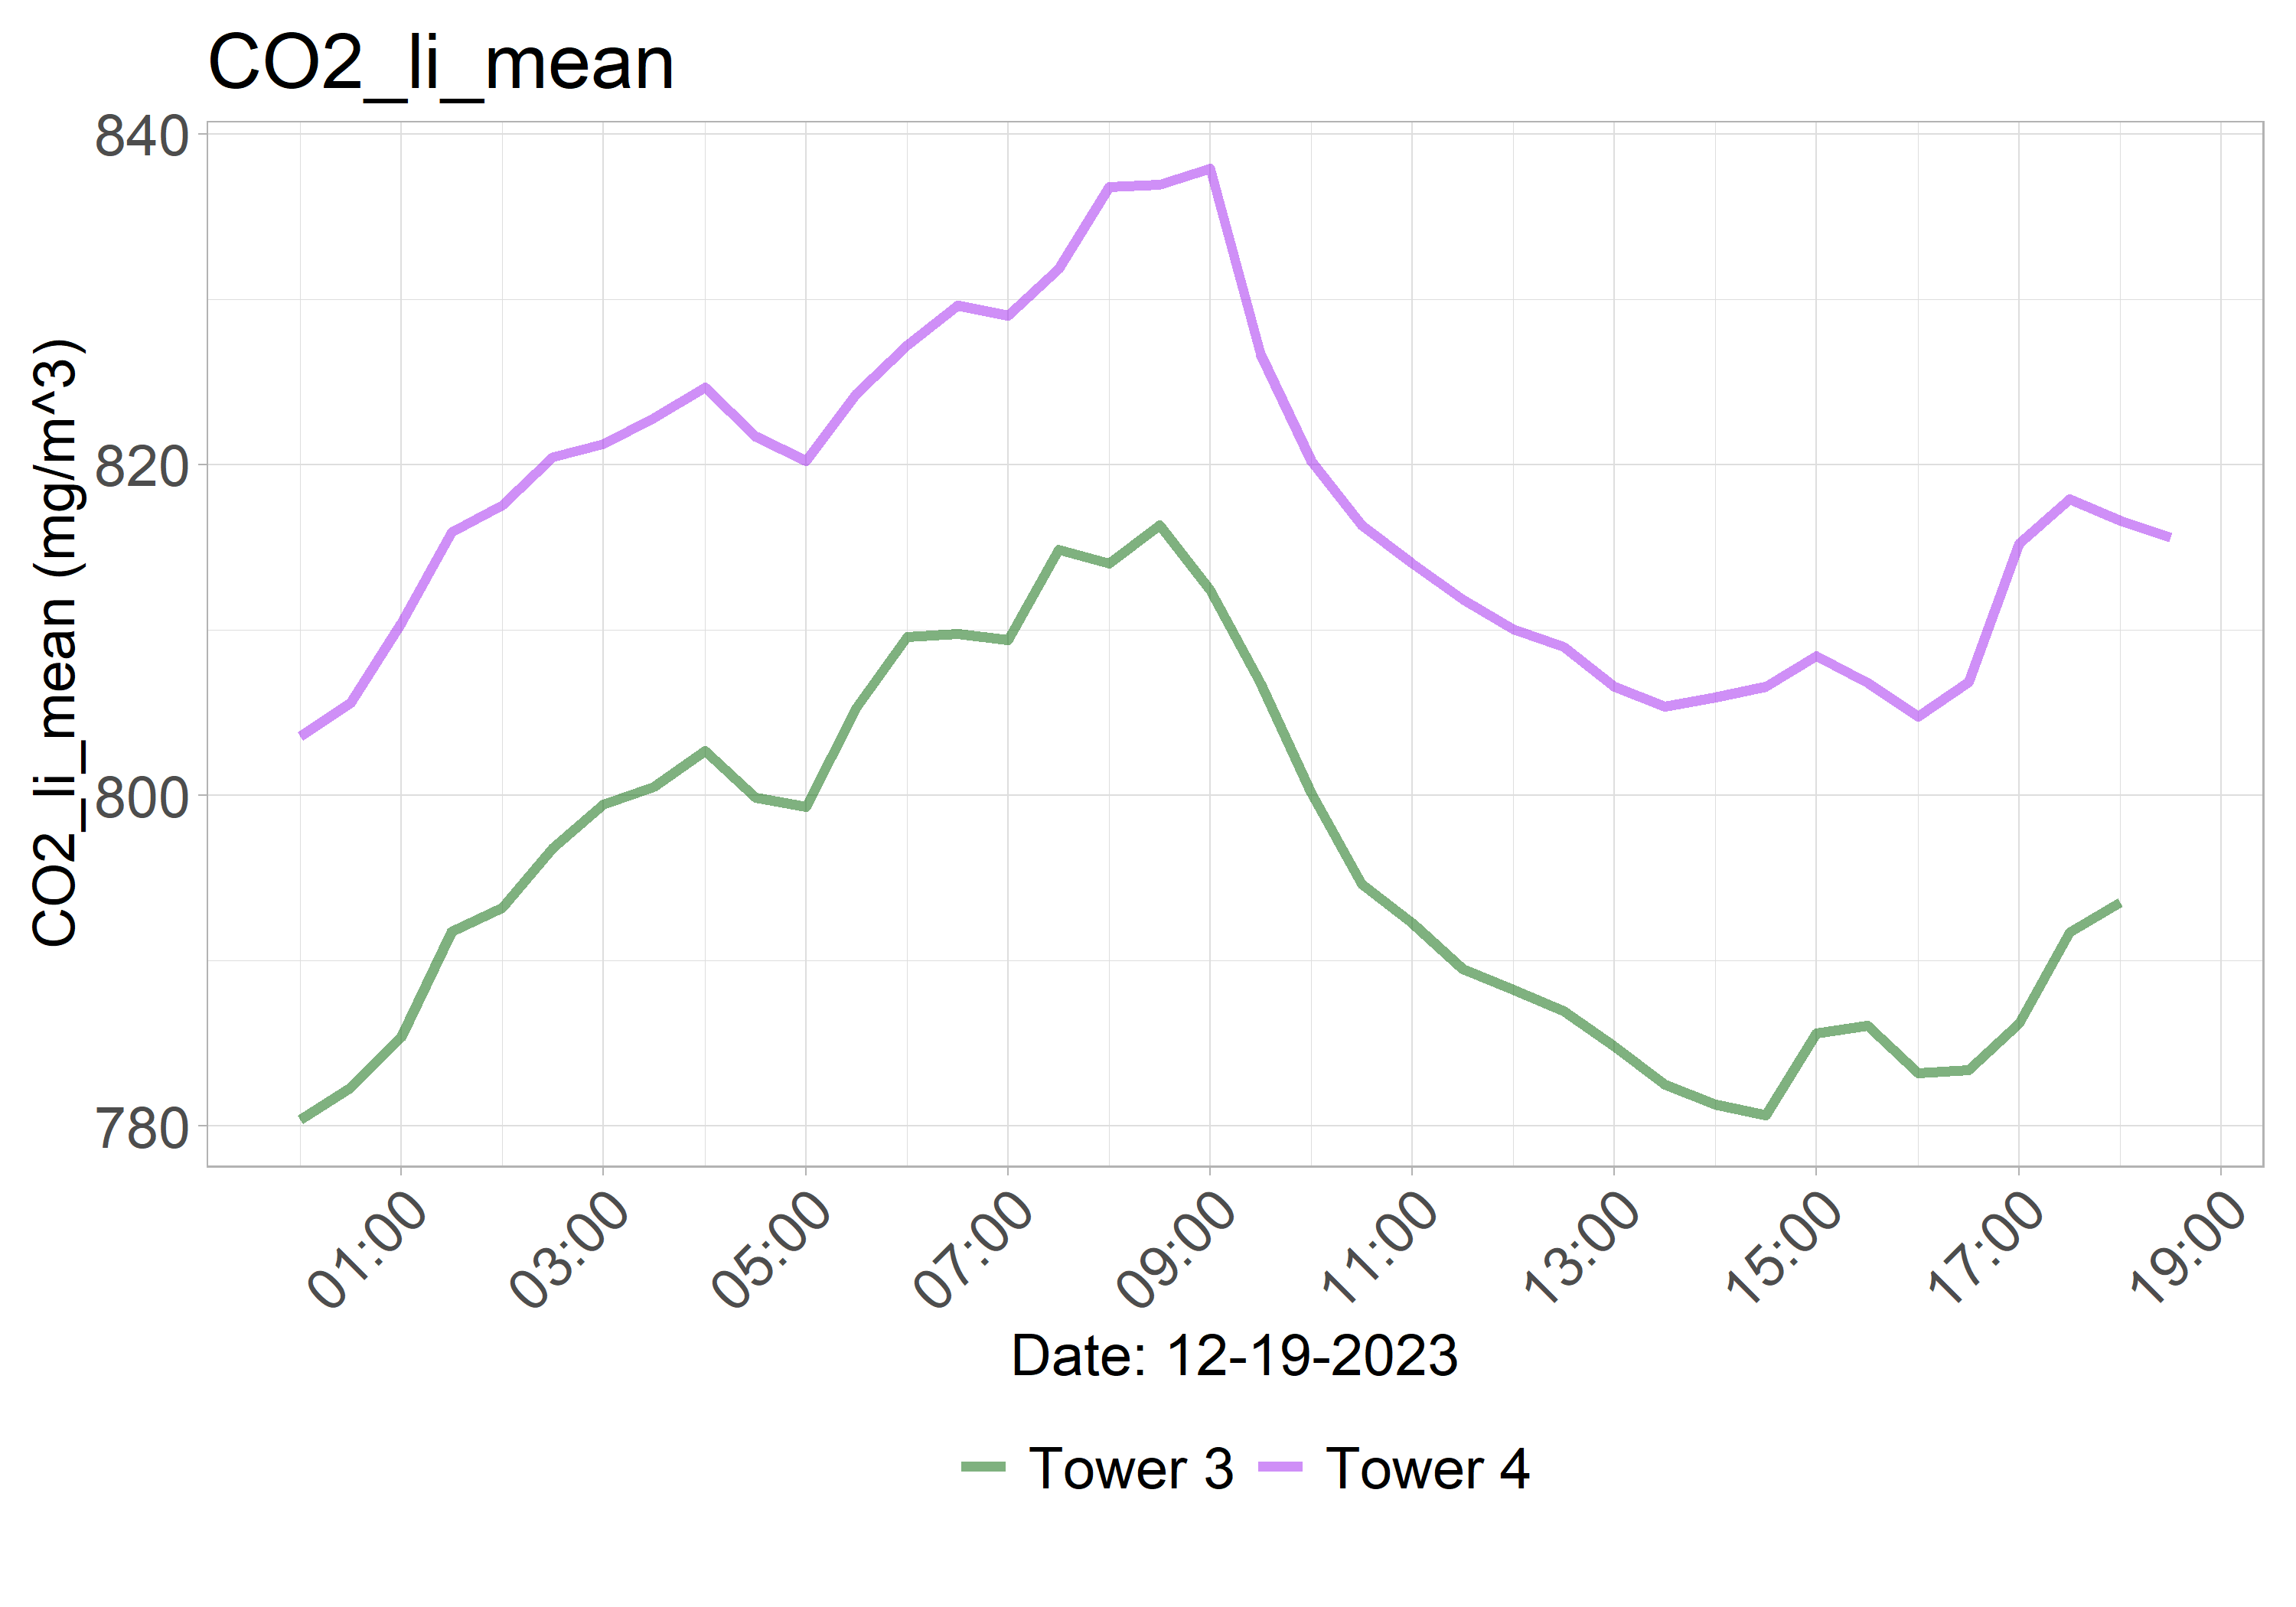 CO2_li_mean
CO2_li_mean (mg/m^3)
840
820
800
780
01:00 03:00 05:00 07:00 09:00 11:00 13:00 15:00 17:00 19:00
Date: 12-19-2023
Tower 3 Tower 4